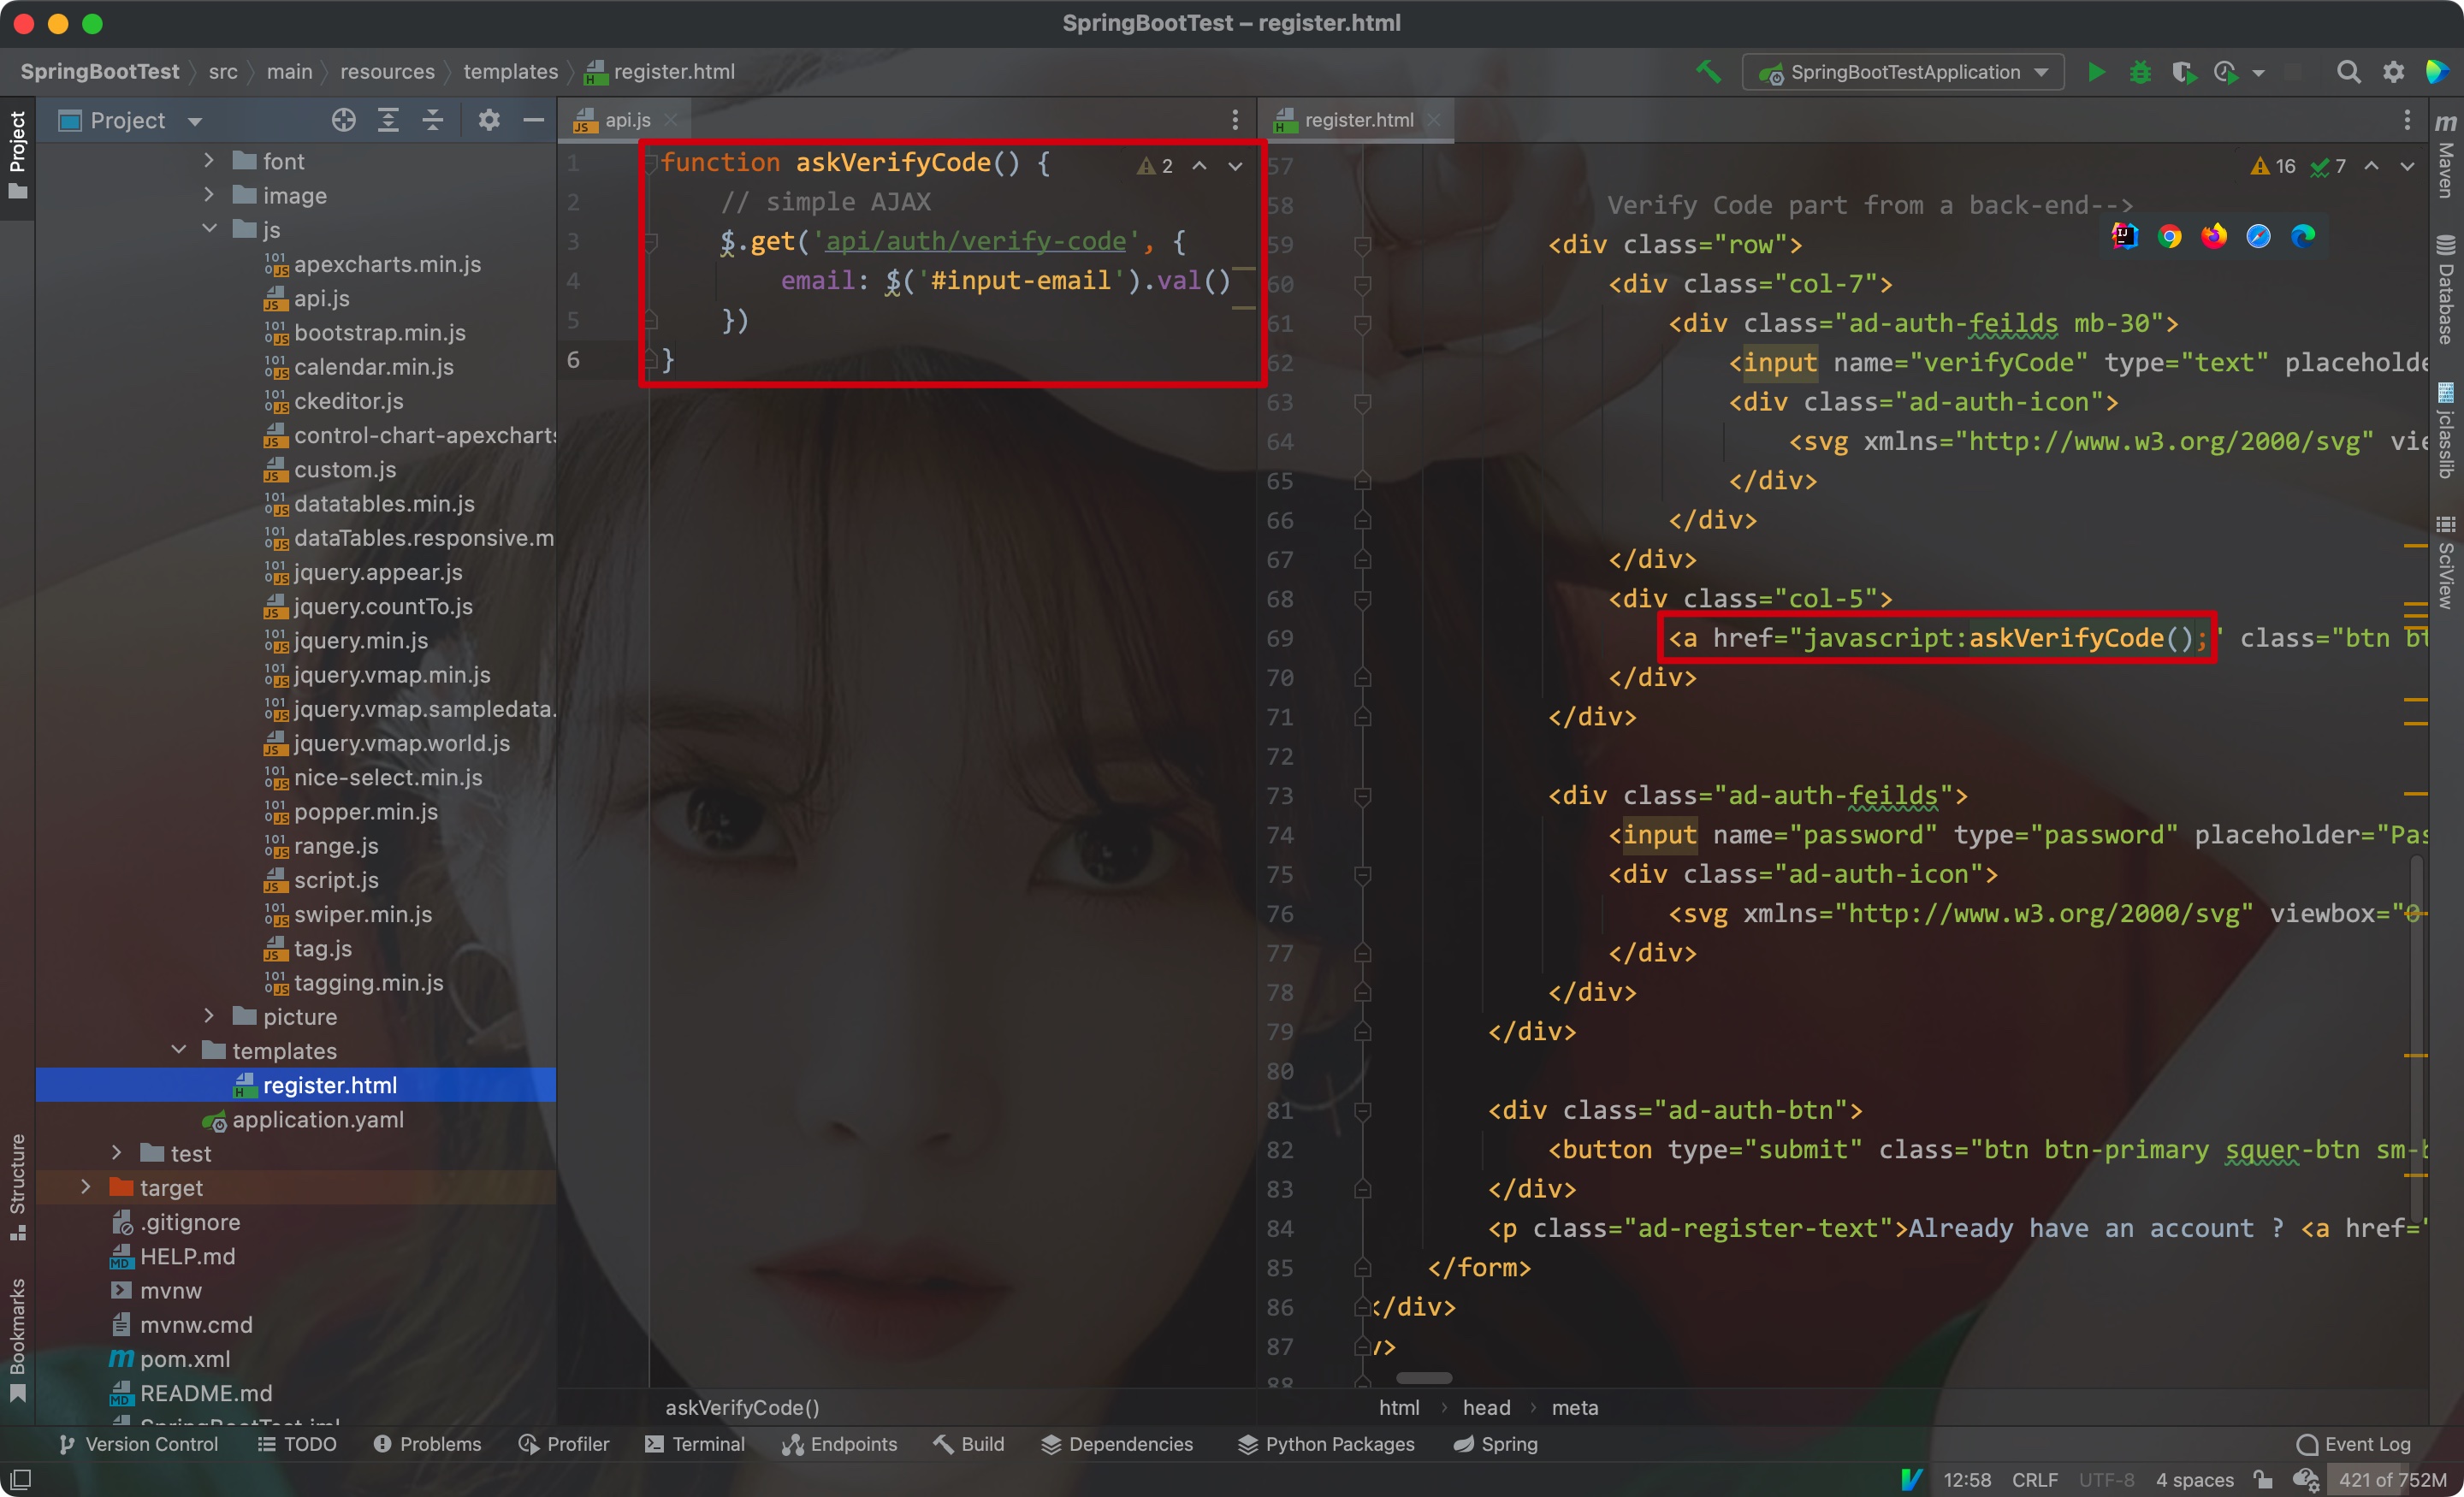 SpringBootTest – register.html
SpringBootTest src main resources templates register.html
SpringBootTestApplication
Project
Project
font
image
js
apexcharts.min.js
api.js
bootstrap.min.js
calendar.min.js
ckeditor.js
control-chart-apexcharts
custom.js
datatables.min.js
dataTables.responsive.m
jquery.appear.js
jquery.countTo.js
jquery.min.js
jquery.vmap.min.js
jquery.vmap.sampledata.
jquery.vmap.world.js
nice-select.min.js
popper.min.js
range.js
script.js
swiper.min.js
tag.js
tagging.min.js
picture
templates
register.html
application.yaml
test
target
.gitignore
HELP.md
mvnw
mvnw.cmd
pom.xml
README.md
Structure
Bookmarks
api.js
2
1 function askVerifyCode() {
2 // simple AJAX
3 $.get('api/auth/verify-code', {
4 email: $('#input-email').val()
5 })
6 }
askVerifyCode()
register.html
16 7
57
58 Verify Code part from a back-end-->
59 <div class="row">
60 <div class="col-7">
61 <div class="ad-auth-feilds mb-30">
62 <input name="verifyCode" type="text" placeholde
63 <div class="ad-auth-icon">
64 <svg xmlns="http://www.w3.org/2000/svg" vie
65 </div>
66 </div>
67 </div>
68 <div class="col-5">
69 <a href="javascript:askVerifyCode();" class="btn bt
70 </div>
71 </div>
72
73 <div class="ad-auth-feilds">
74 <input name="password" type="password" placeholder="Pas
75 <div class="ad-auth-icon">
76 <svg xmlns="http://www.w3.org/2000/svg" viewbox="0
77 </div>
78 </div>
79 </div>
80
81 <div class="ad-auth-btn">
82 <button type="submit" class="btn btn-primary squer-btn sm-b
83 </div>
84 <p class="ad-register-text">Already have an account ? <a href="
85 </form>
86 </div>
87 v>
88
html head meta
Maven
Database
jclasslib
SciView
Version Control TODO Problems Profiler Terminal Endpoints Build Dependencies Python Packages Spring Event Log
12:58 CRLF UTF-8 4 spaces 421 of 752M